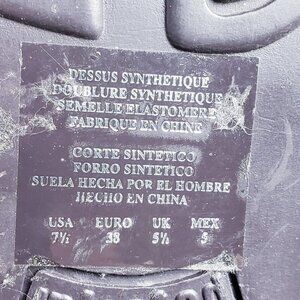 DESSUS SYNTHETIQUE
DOUBLURE SYNTHETIQUE
SEMELLE ELASTOMERE
FABRIQUE EN CHINE
CORTE SINTETICO
FORRO SINTETICO
SUELA HECHA POR EL HOMBRE
HECHO EN CHINA
USA EURO UK MEX
7½ 38 5½ 5